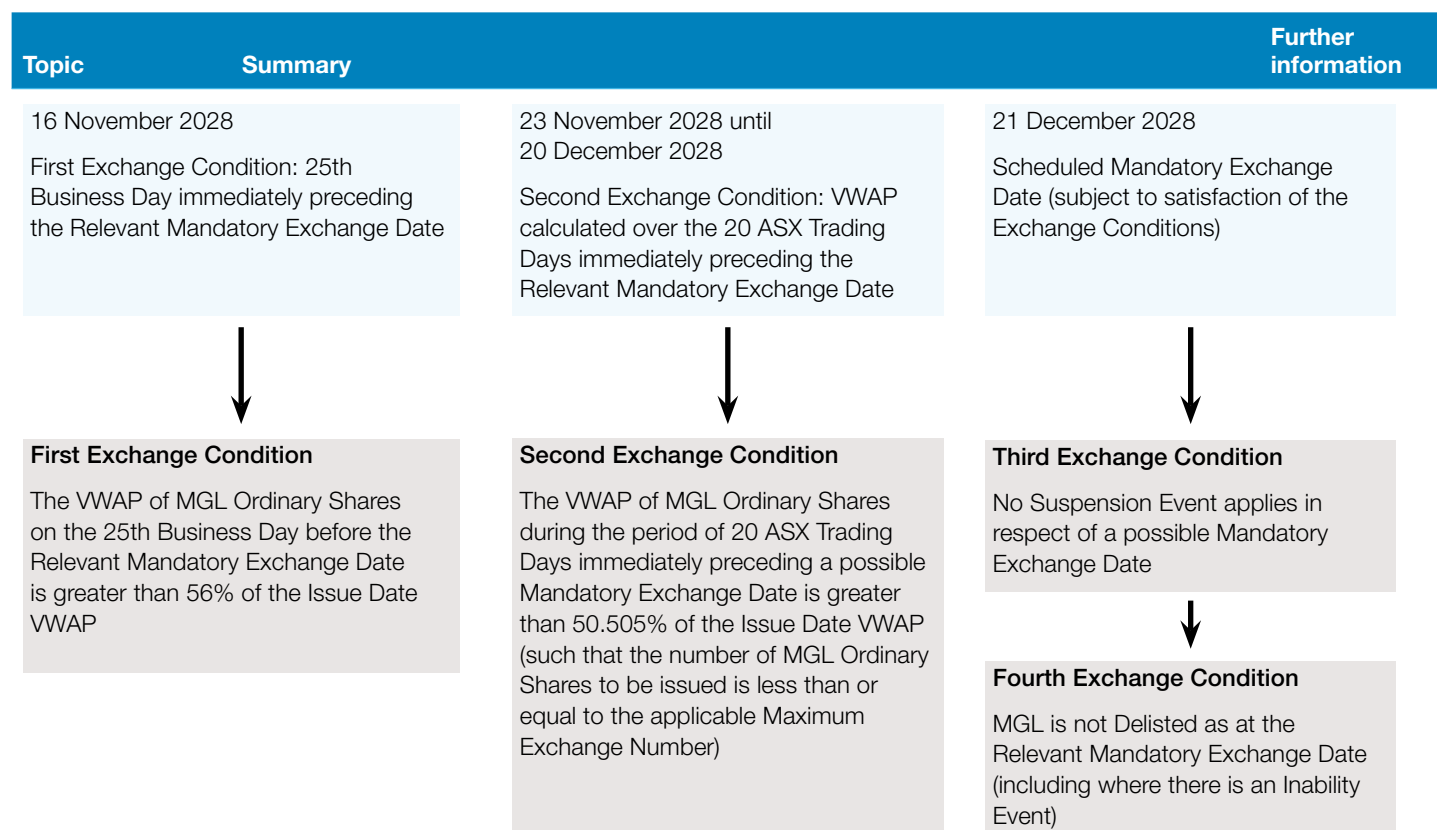 Topic Summary Further information
16 November 2028
First Exchange Condition: 25th
Business Day immediately preceding
the Relevant Mandatory Exchange Date
23 November 2028 until
20 December 2028
Second Exchange Condition: VWAP
calculated over the 20 ASX Trading
Days immediately preceding the
Relevant Mandatory Exchange Date
21 December 2028
Scheduled Mandatory Exchange
Date (subject to satisfaction of the
Exchange Conditions)
First Exchange Condition
The VWAP of MGL Ordinary Shares
on the 25th Business Day before the
Relevant Mandatory Exchange Date
is greater than 56% of the Issue Date
VWAP
Second Exchange Condition
The VWAP of MGL Ordinary Shares
during the period of 20 ASX Trading
Days immediately preceding a possible
Mandatory Exchange Date is greater
than 50.505% of the Issue Date VWAP
(such that the number of MGL Ordinary
Shares to be issued is less than or
equal to the applicable Maximum
Exchange Number)
Third Exchange Condition
No Suspension Event applies in
respect of a possible Mandatory
Exchange Date
Fourth Exchange Condition
MGL is not Delisted as at the
Relevant Mandatory Exchange Date
(including where there is an Inability
Event)